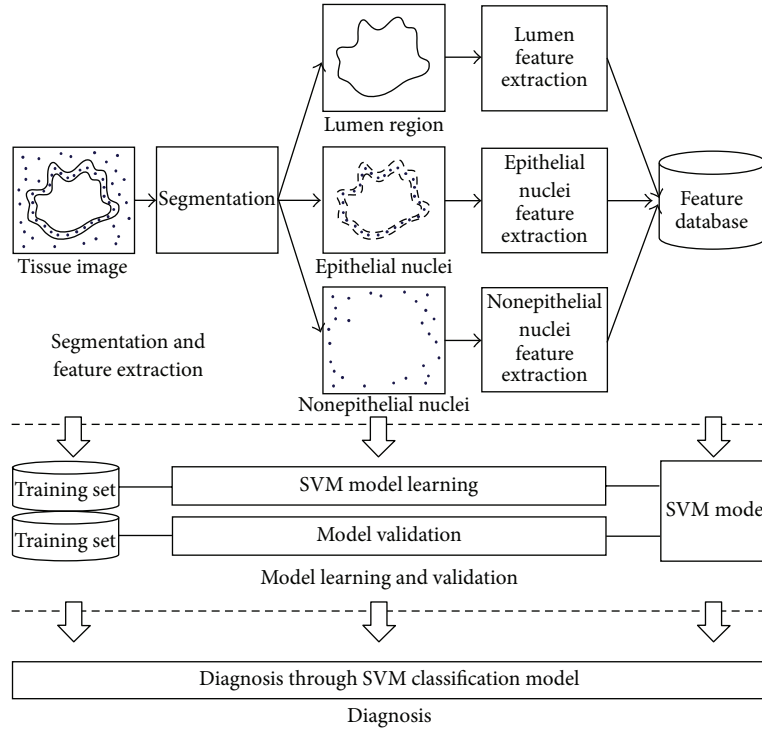 Lumen
feature
extraction
Lumen region
Segmentation
Epithelial
nuclei
feature
extraction
Feature
database
Tissue image
Epithelial nuclei
Segmentation and
feature extraction
Nonepithelial
nuclei
feature
extraction
Nonepithelial nuclei
Training set
SVM model learning
SVM model
Training set
Model validation
Model learning and validation
Diagnosis through SVM classification model
Diagnosis